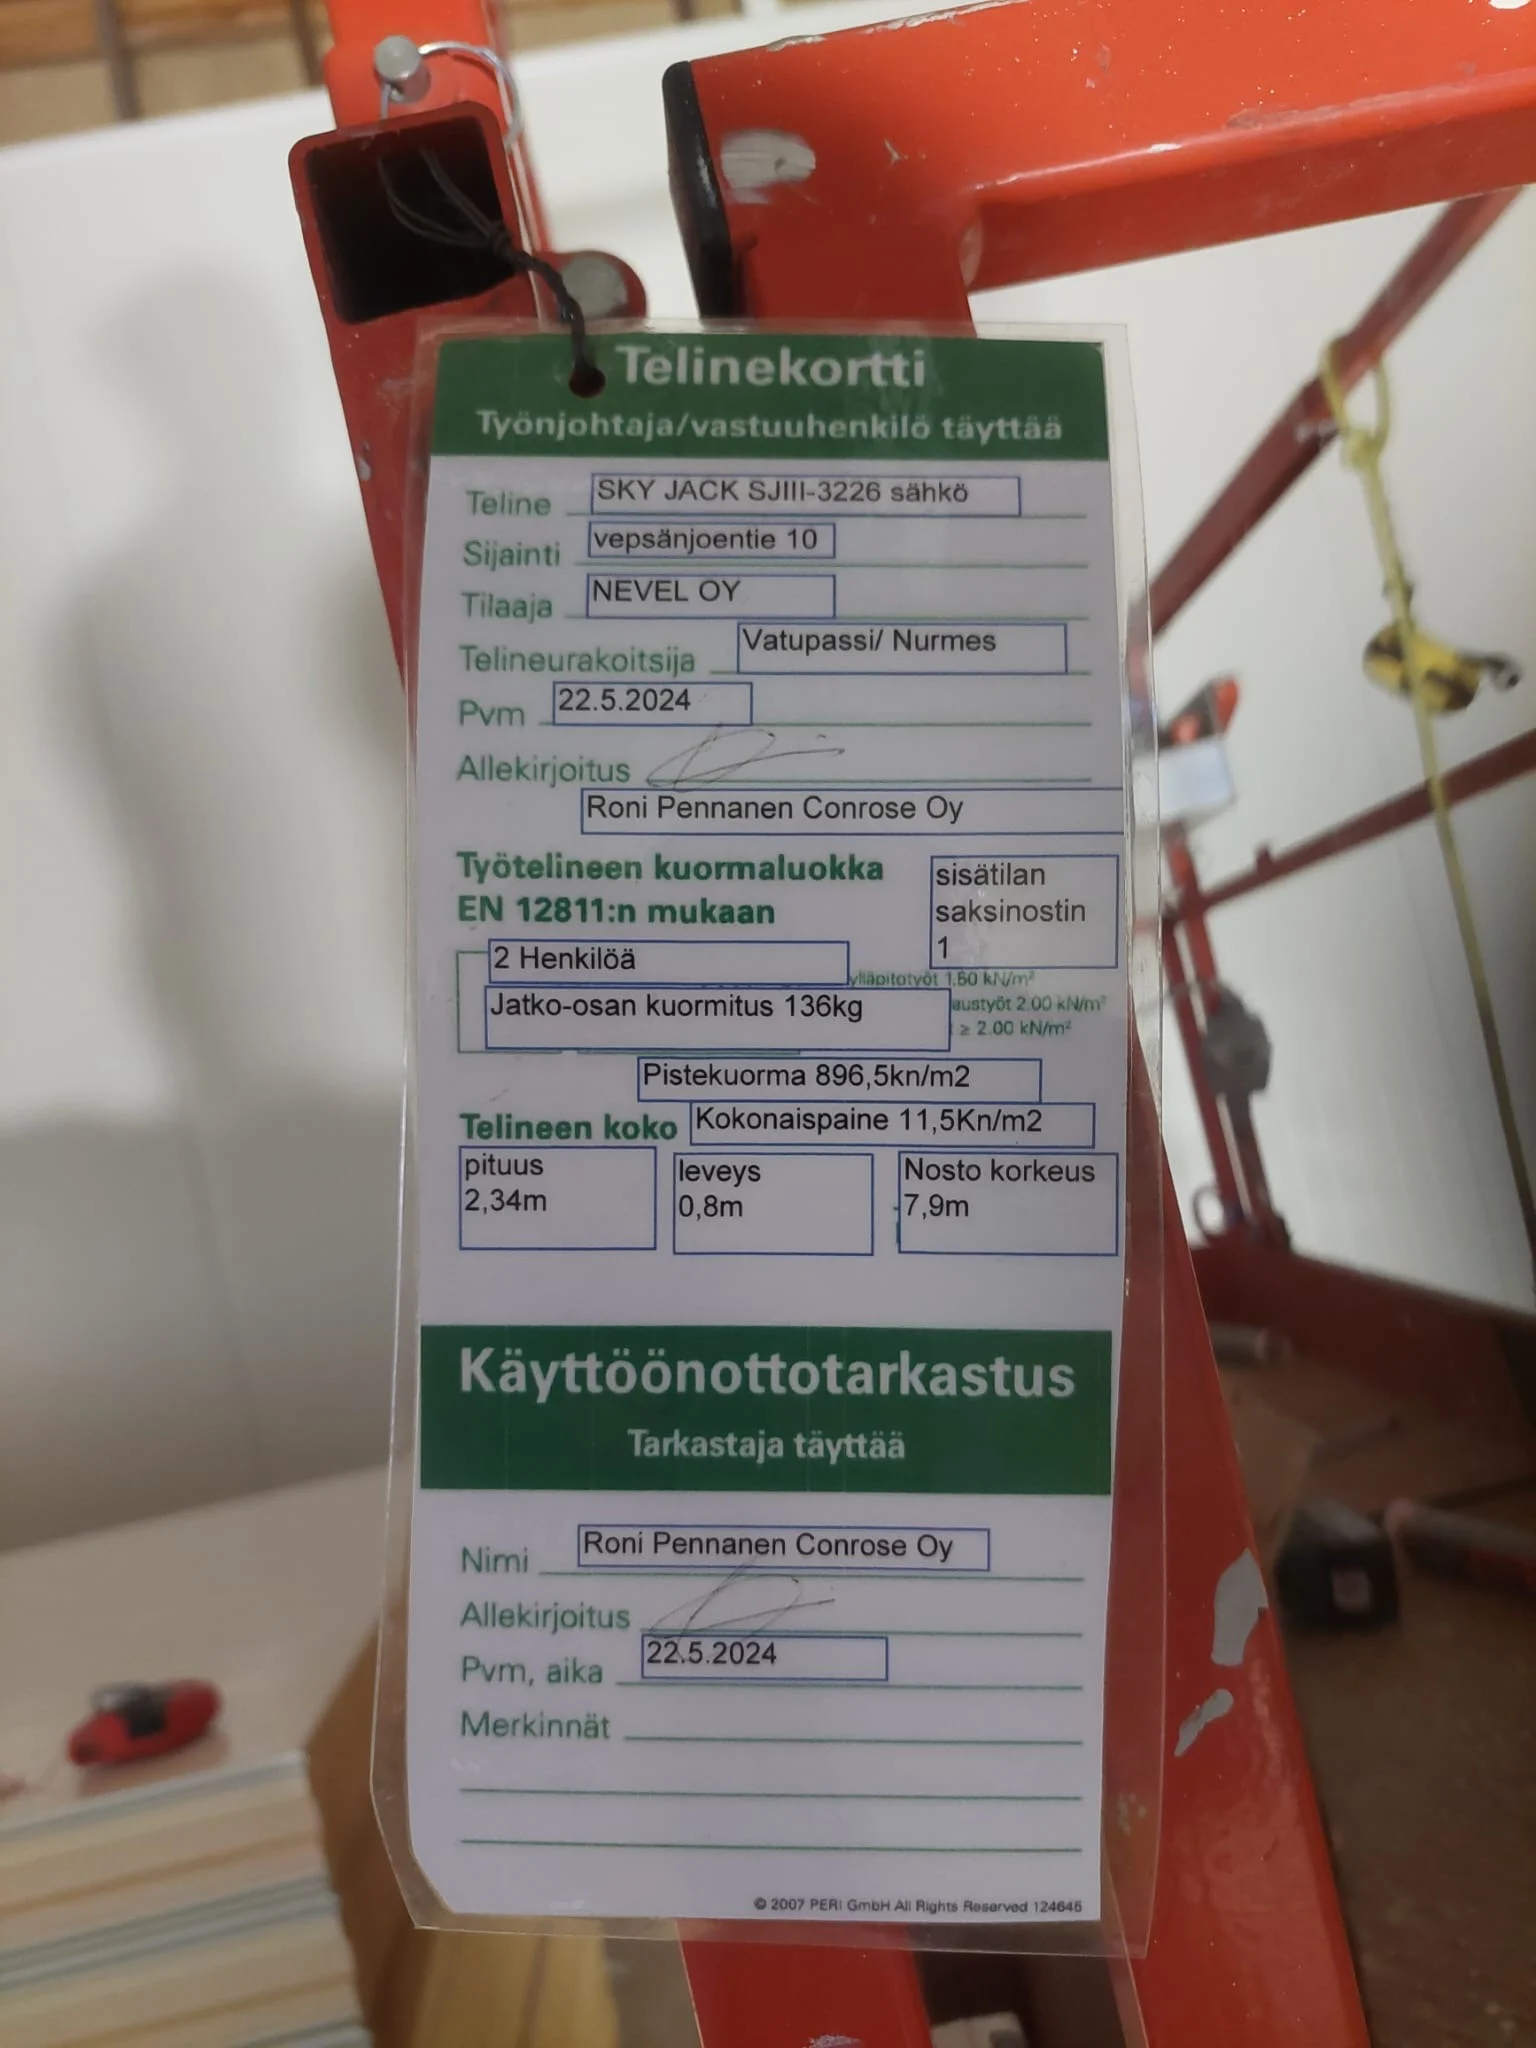 Telinekortti
Työnjohtaja/vastuuhenkilö täyttää
Teline SKY JACK SJIII-3226 sähkö
Sijainti vepsänjoentie 10
Tilaaja NEVEL OY
Telineurakoitsija Vatupassi/ Nurmes
Pvm 22.5.2024
Allekirjoitus
Roni Pennanen Conrose Oy
Työtelineen kuormaluokka
EN 12811:n mukaan
sisätilan
saksinostin
1
2 Henkilöä
ylläpitotyöt 1.50 kN/m²
Jatko-osan kuormitus 136kg
austyöt 2.00 kN/m²
≥ 2.00 kN/m²
Pistekuorma 896,5kn/m2
Telineen koko Kokonaispaine 11,5Kn/m2
pituus
2,34m
leveys
0,8m
Nosto korkeus
7,9m
Käyttöönottotarkastus
Tarkastaja täyttää
Nimi Roni Pennanen Conrose Oy
Allekirjoitus
Pvm, aika 22.5.2024
Merkinnät
© 2007 PERI GmbH All Rights Reserved 124645